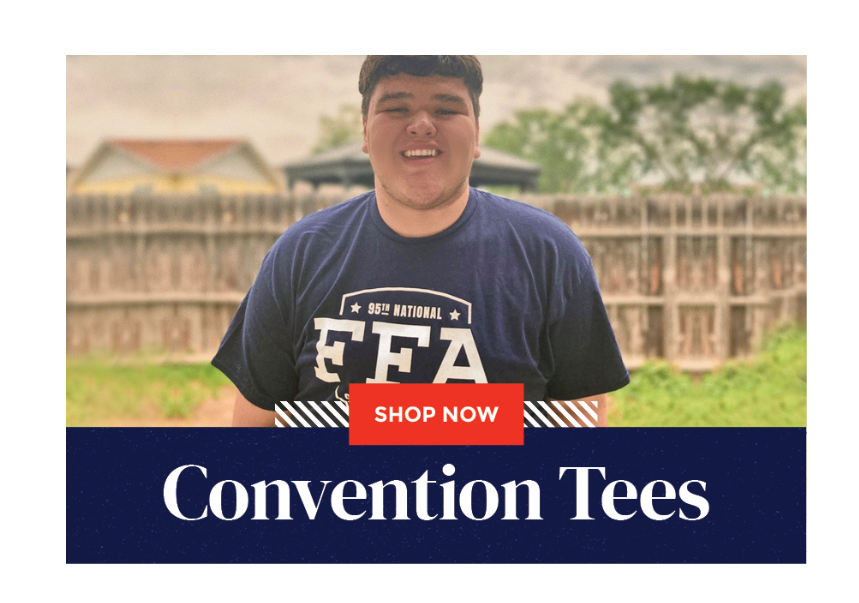 95TH NATIONAL
FFA
SHOP NOW
Convention Tees